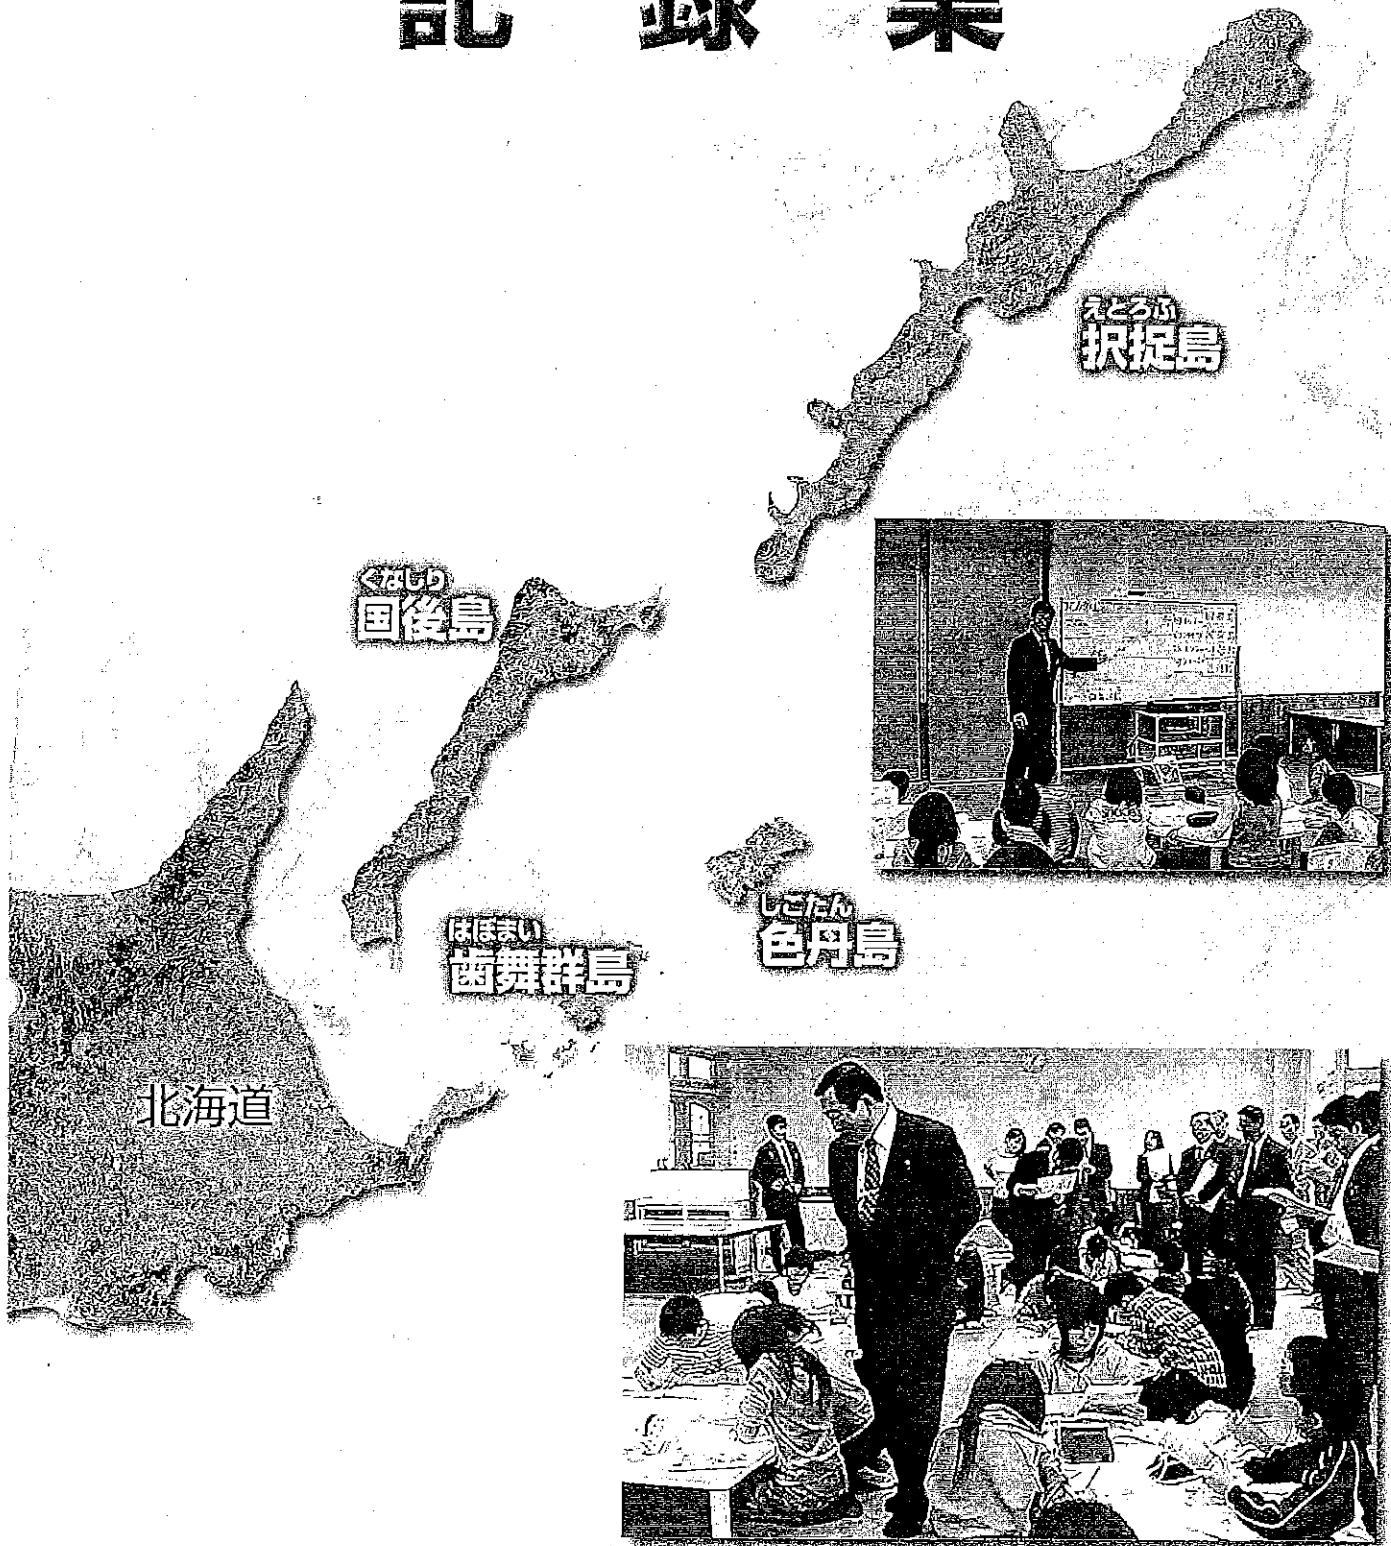 記録集
えとろふ
択捉島
くなしり
国後島
しこたん
色丹島
はぼまい
歯舞群島
北海道